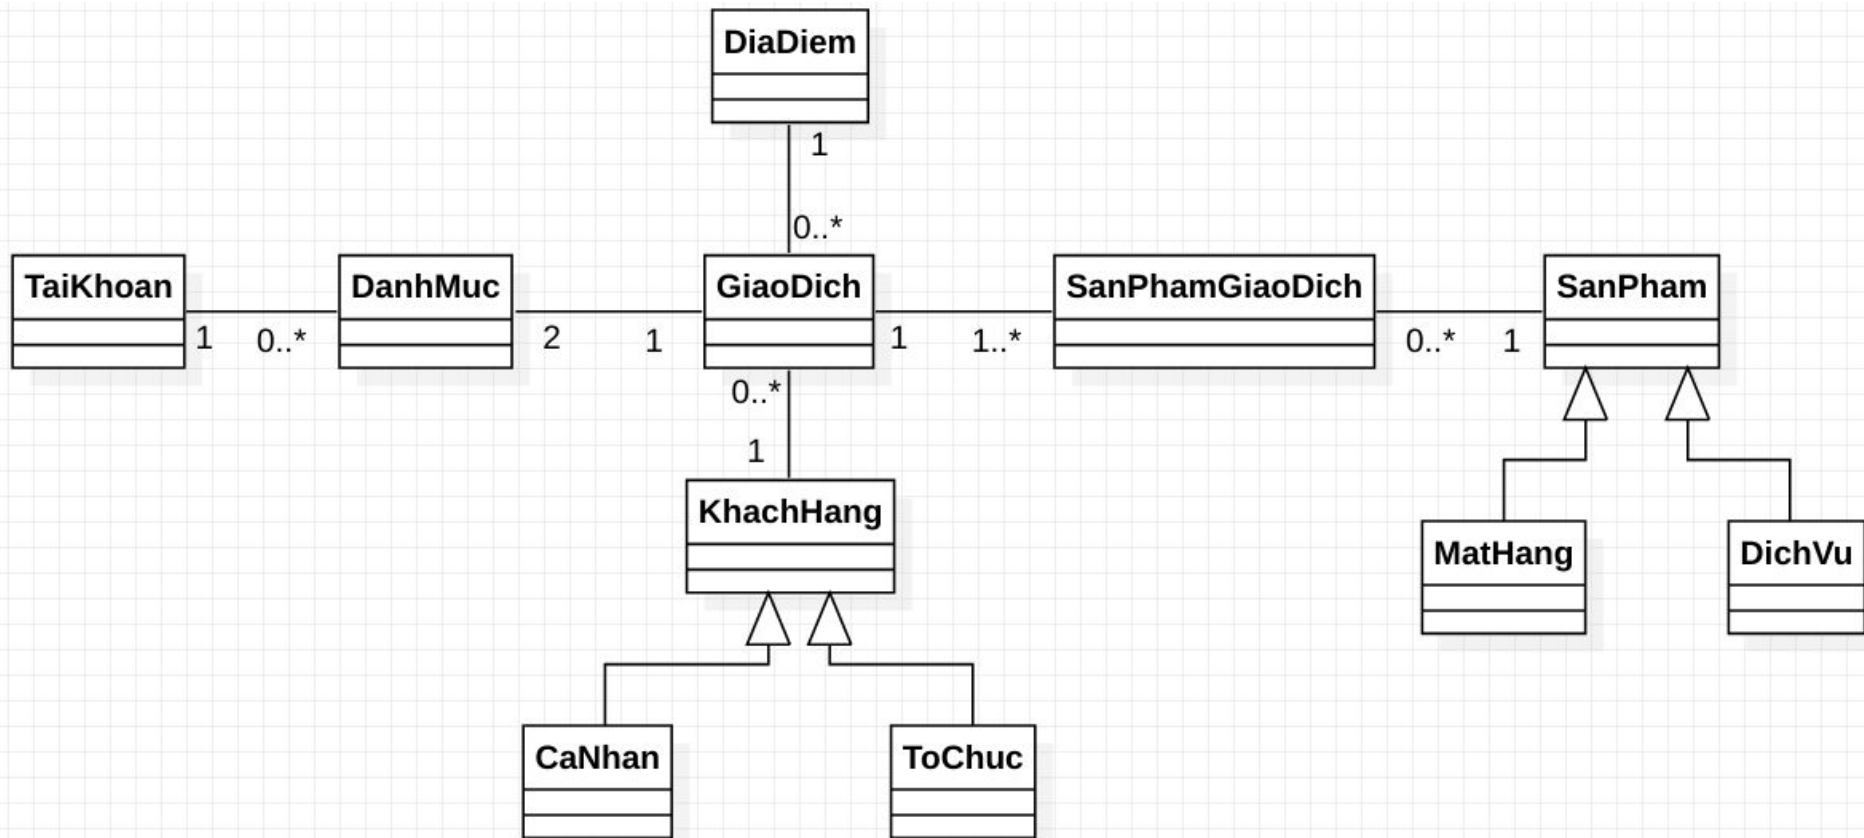 DiaDiem
1
0..*
TaiKhoan
DanhMuc
GiaoDich
SanPhamGiaoDich
SanPham
1
0..*
2
1
1
1..*
0..*
1
0..*
1
KhachHang
MatHang
DichVu
CaNhan
ToChuc